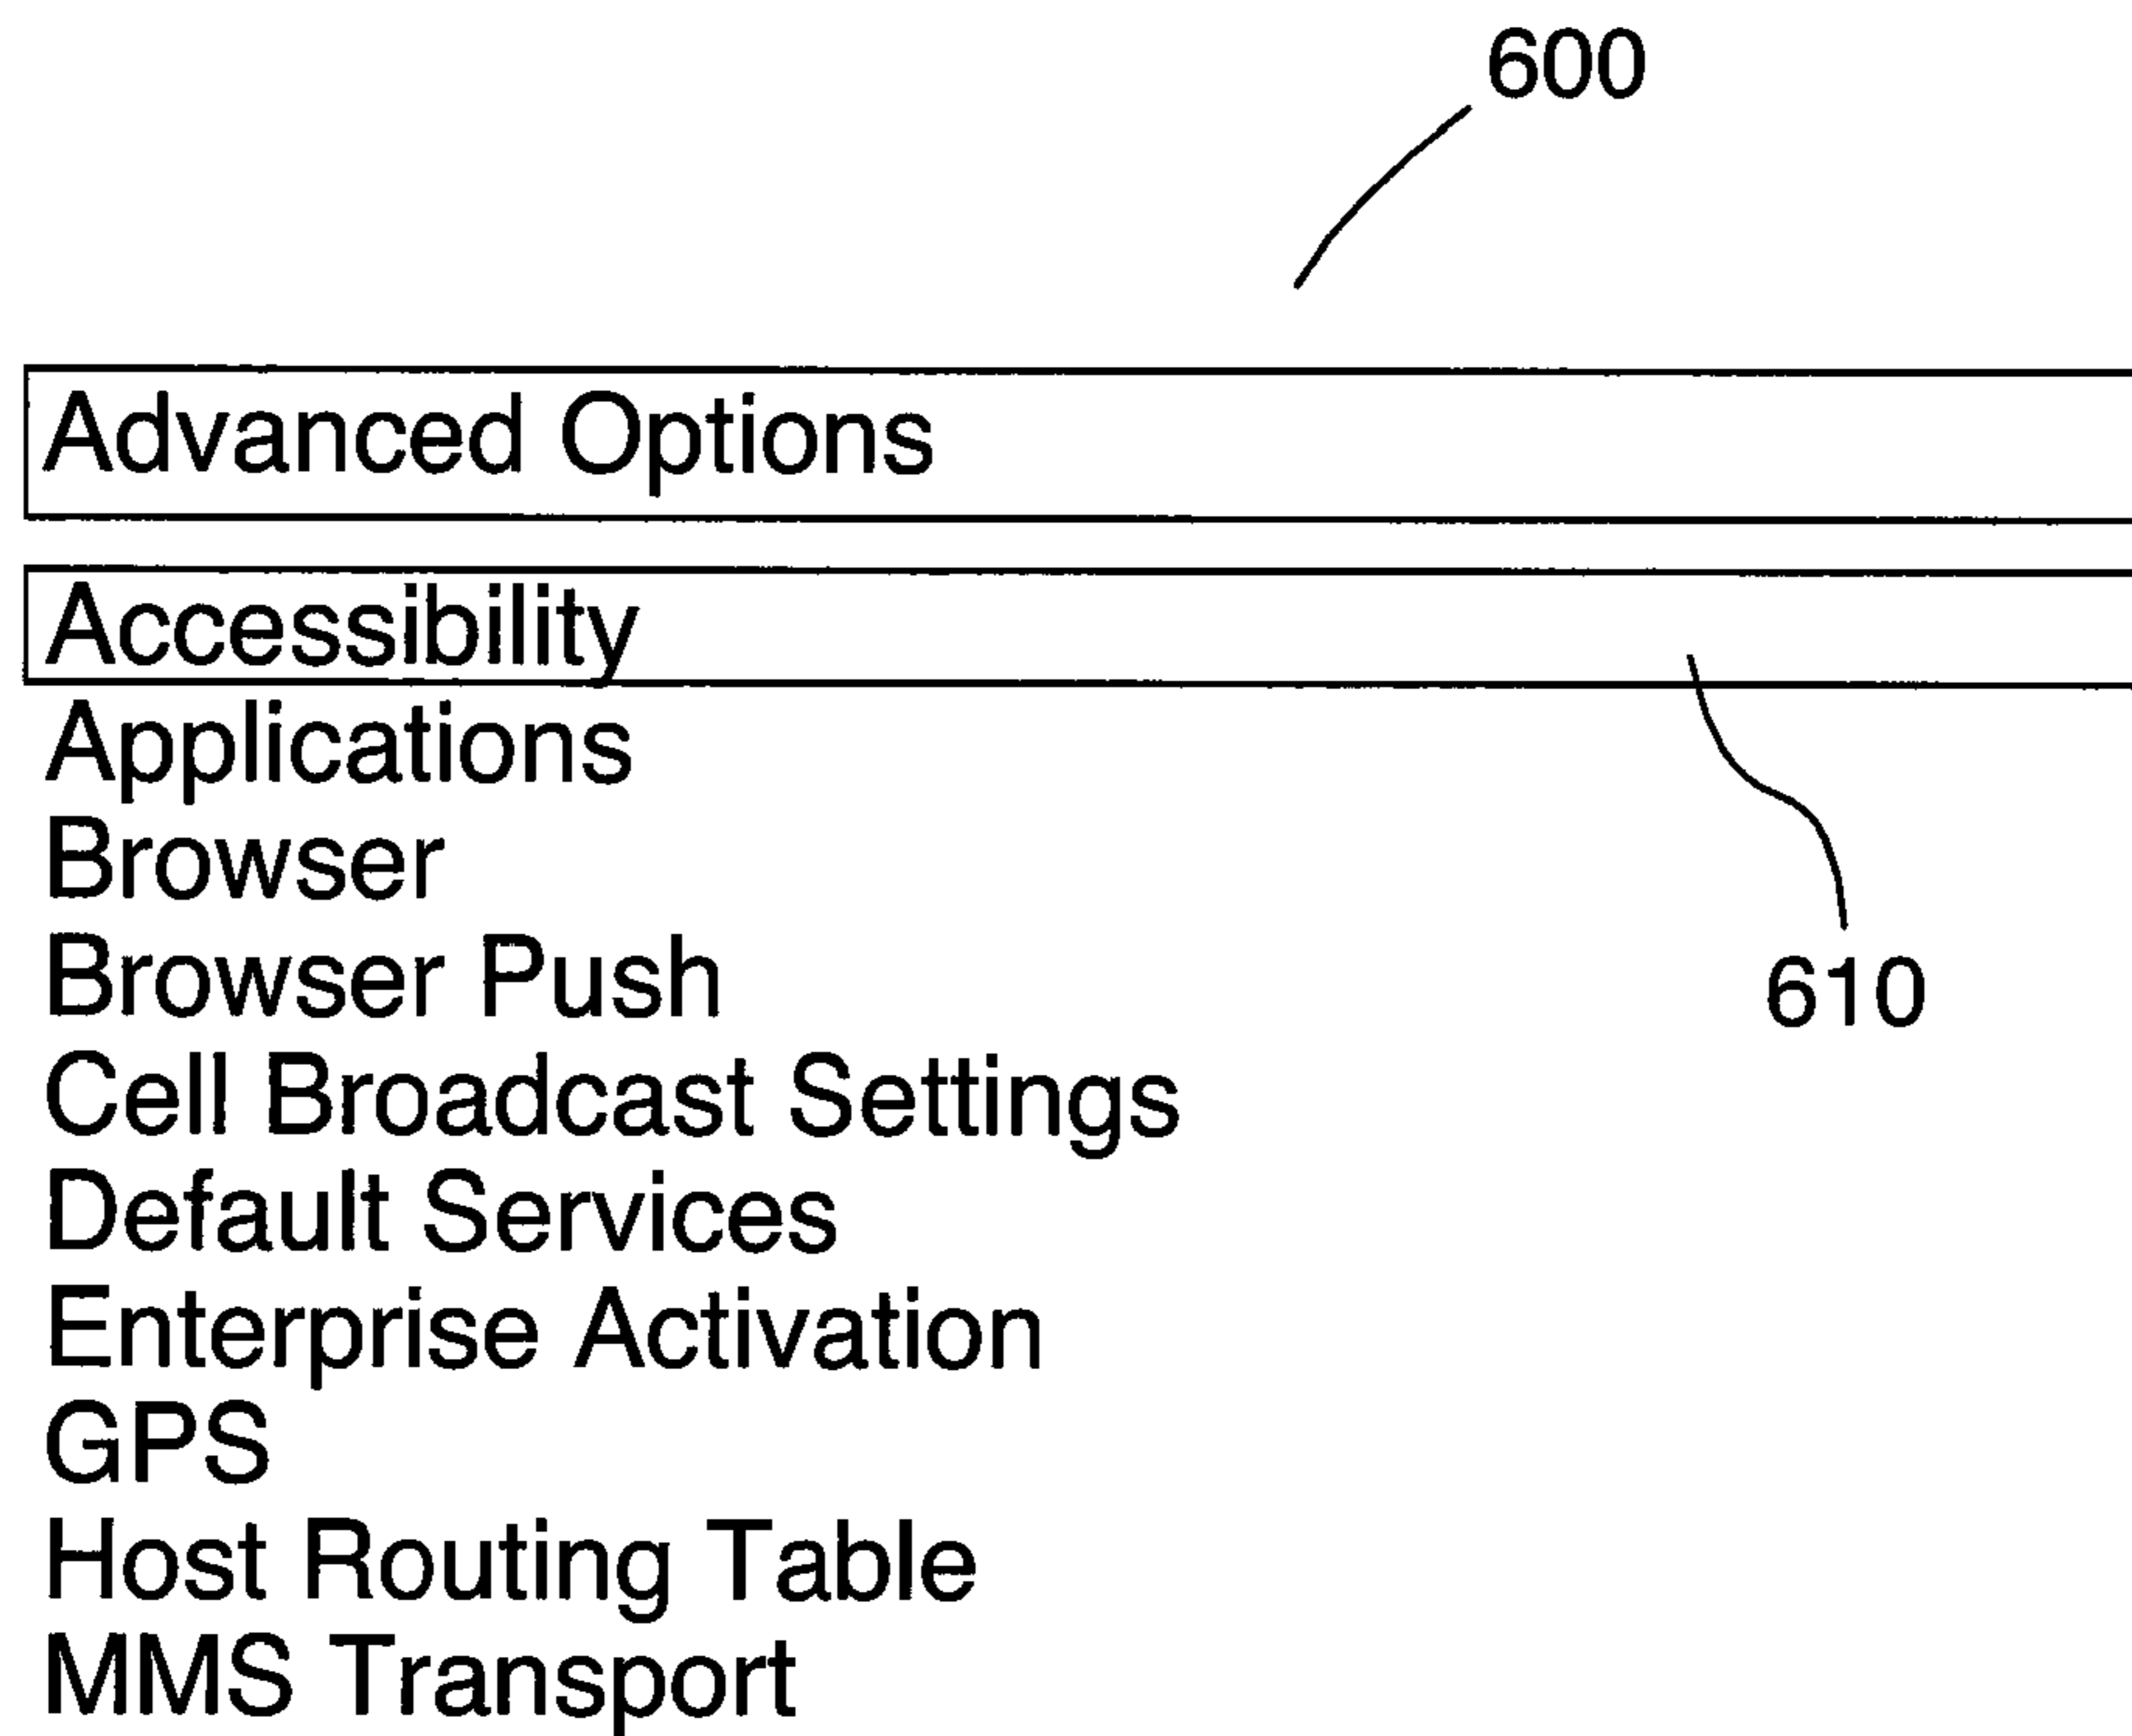 600
Advanced Options
Accessibility
Applications
Browser
Browser Push
610
Cell Broadcast Settings
Default Services
Enterprise Activation
GPS
Host Routing Table
MMS Transport